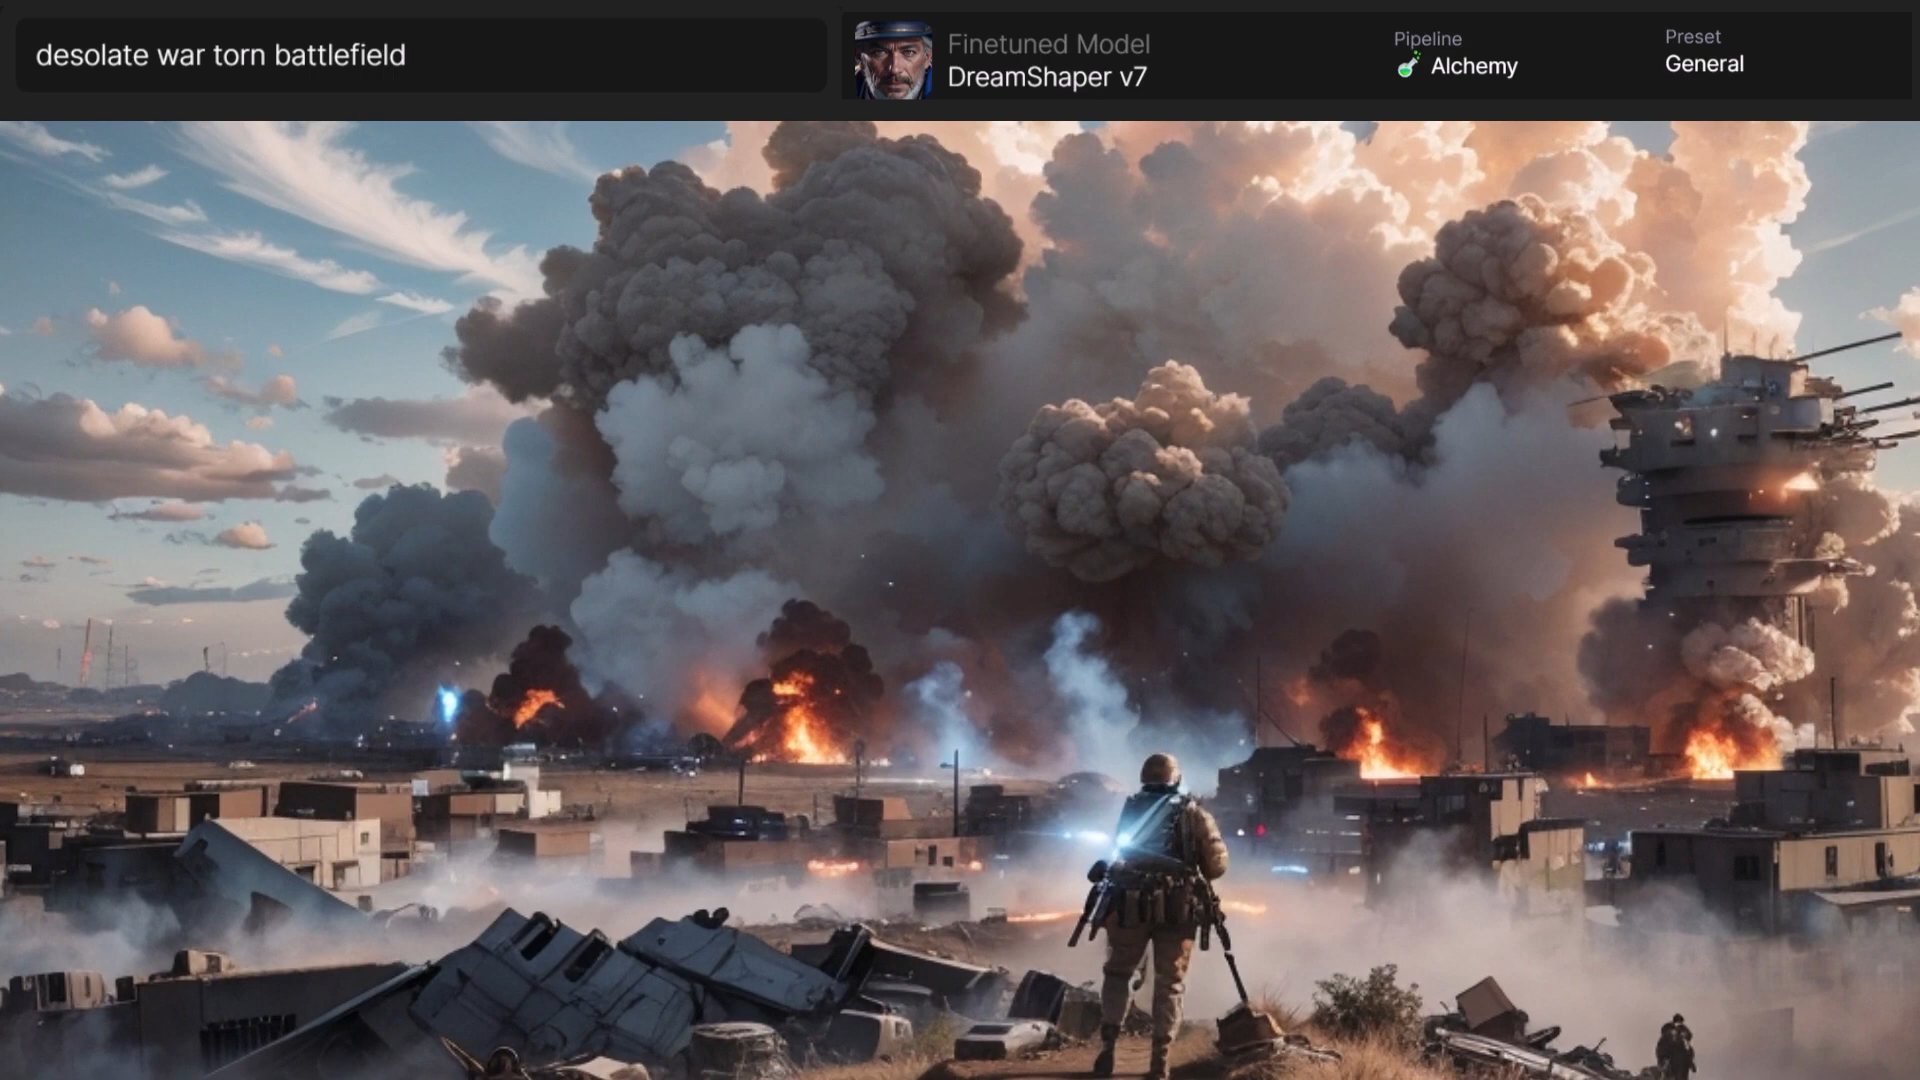 desolate war torn battlefield
Finetuned Model
DreamShaper v7
Pipeline
Alchemy
Preset
General